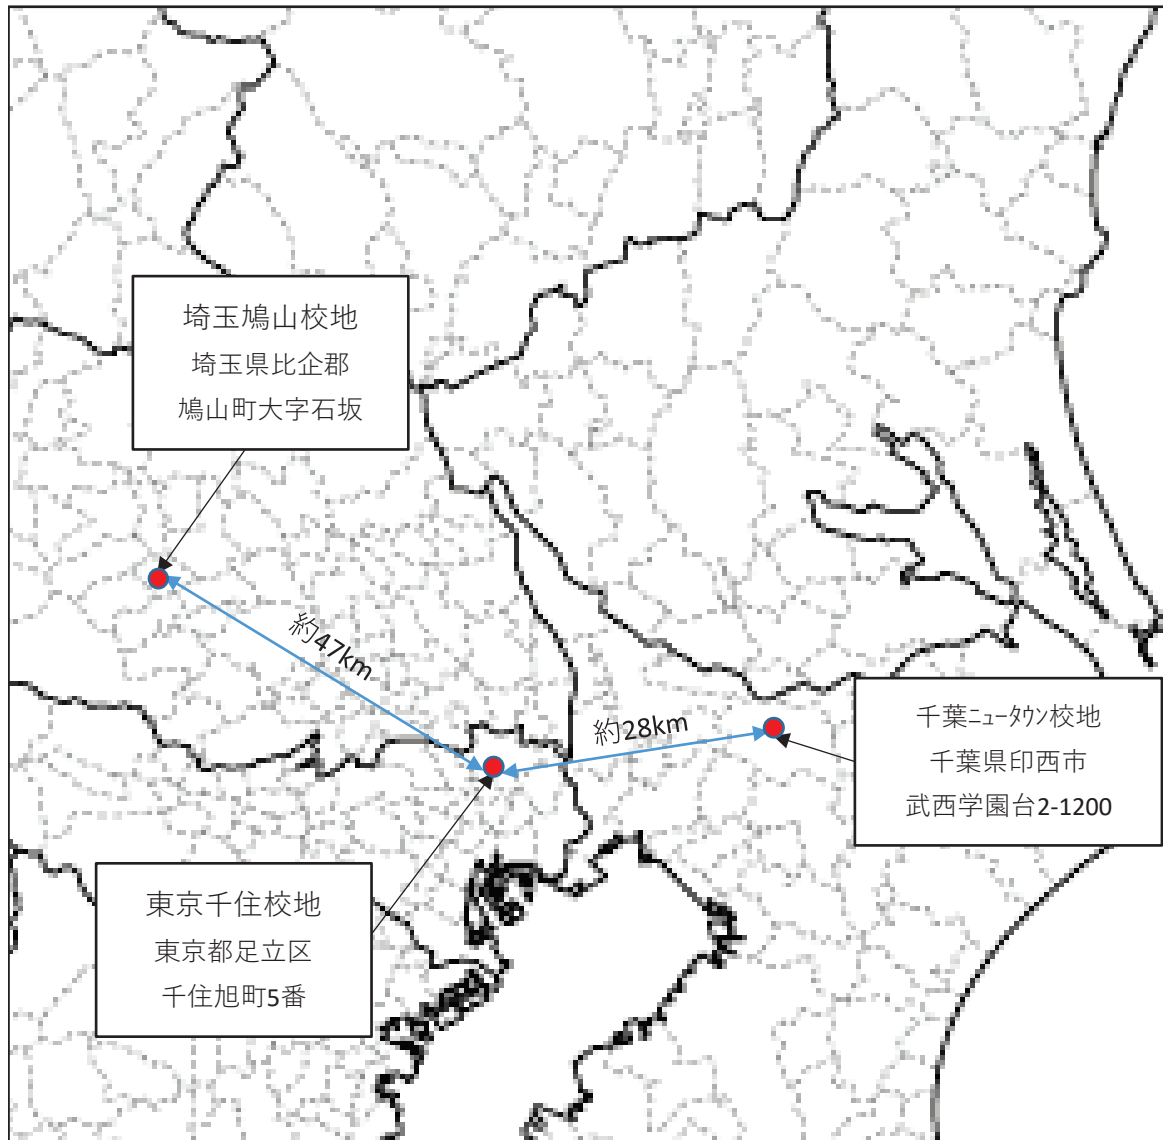 埼玉鳩山校地
埼玉県比企郡
鳩山町大字石坂
約47km
約28km
千葉ﾆｭｰﾀｳﾝ校地
千葉県印西市
武西学園台2-1200
東京千住校地
東京都足立区
千住旭町5番